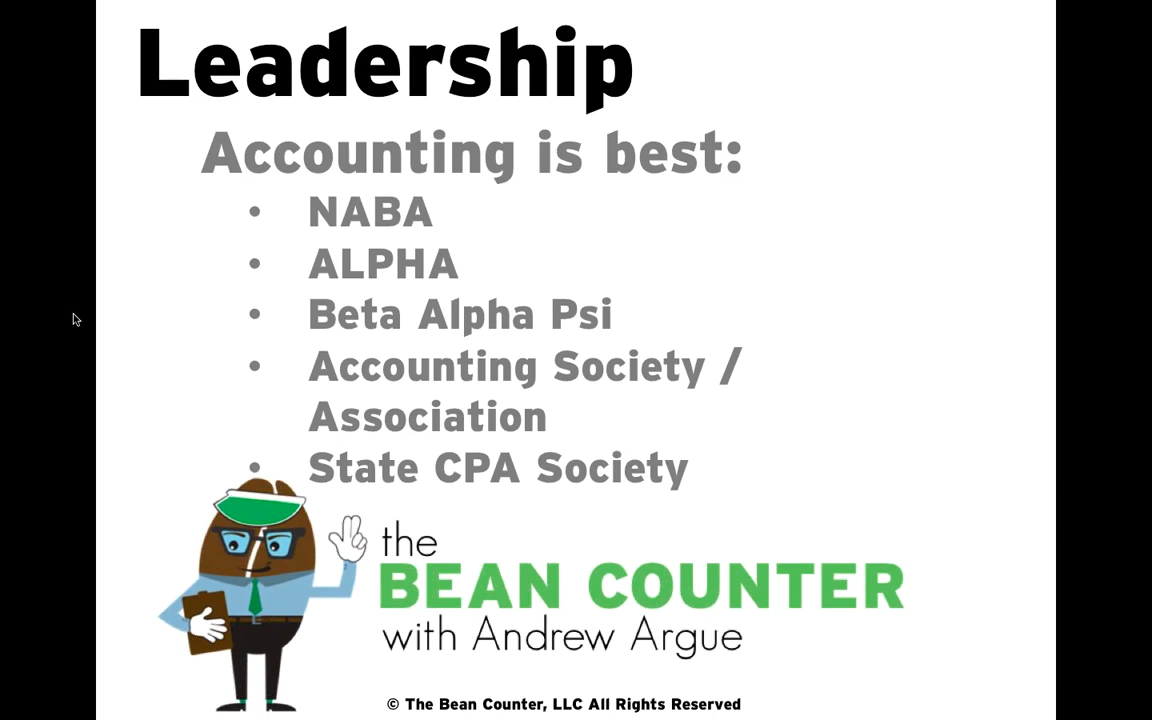 Leadership
Accounting is best:
• NABA
• ALPHA
• Beta Alpha Psi
• Accounting Society /
Association
• State CPA Society
the
BEAN COUNTER
with Andrew Argue
© The Bean Counter, LLC All Rights Reserved